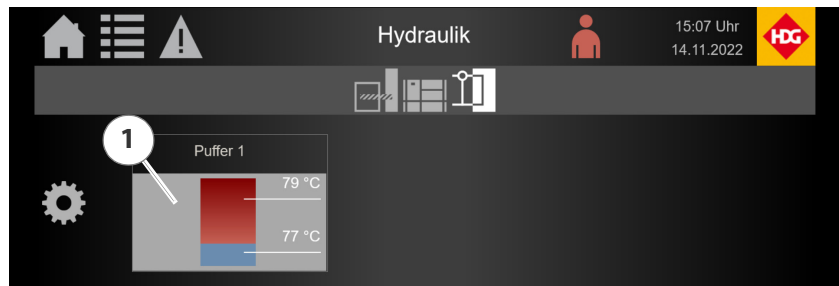 Hydraulik
15:07 Uhr
14.11.2022
HDG
1
Puffer 1
79 °C
77 °C